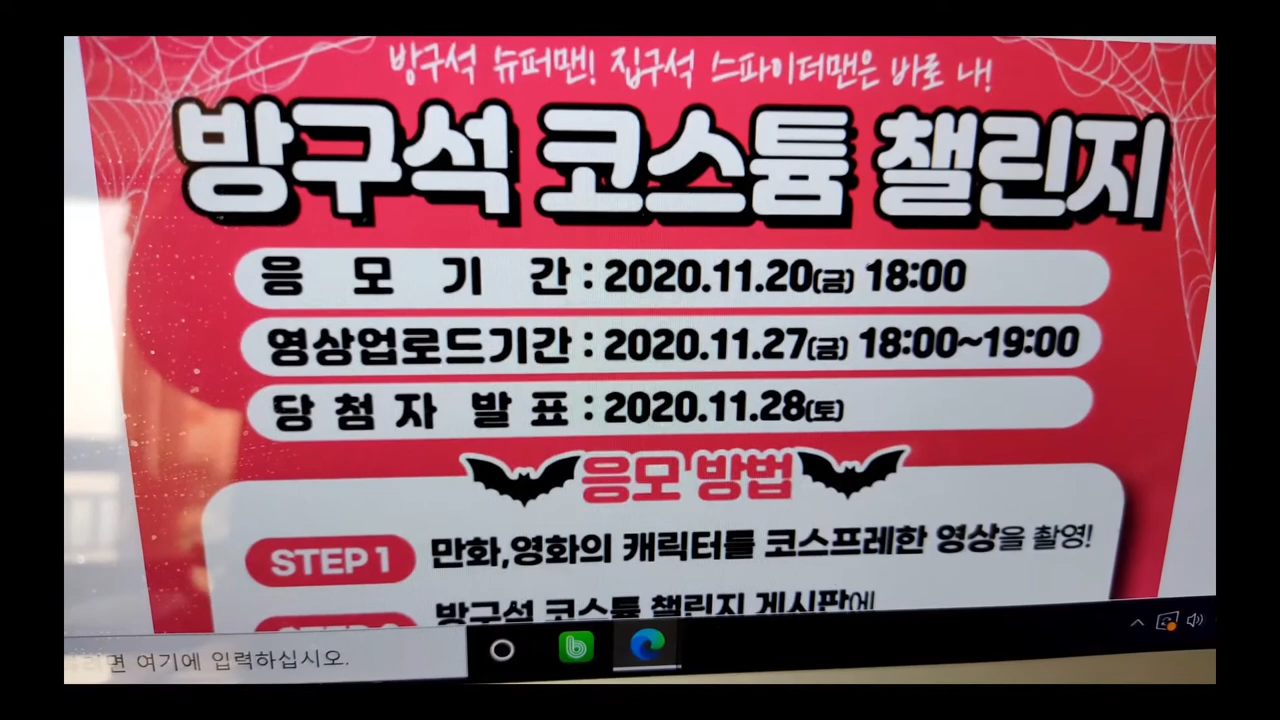 방구석 슈퍼맨! 집구석 스파이더맨은 바로 나!
방구석 코스튬 챌린지
응 모 기 간 : 2020.11.20(금) 18:00
영상업로드기간 : 2020.11.27(금) 18:00~19:00
당 첨 자 발 표 : 2020.11.28(토)
응모 방법
STEP 1 만화,영화의 캐릭터를 코스프레한 영상을 촬영!
방구석 코스튬 챌린지 게시판에
여기에 입력하십시오.